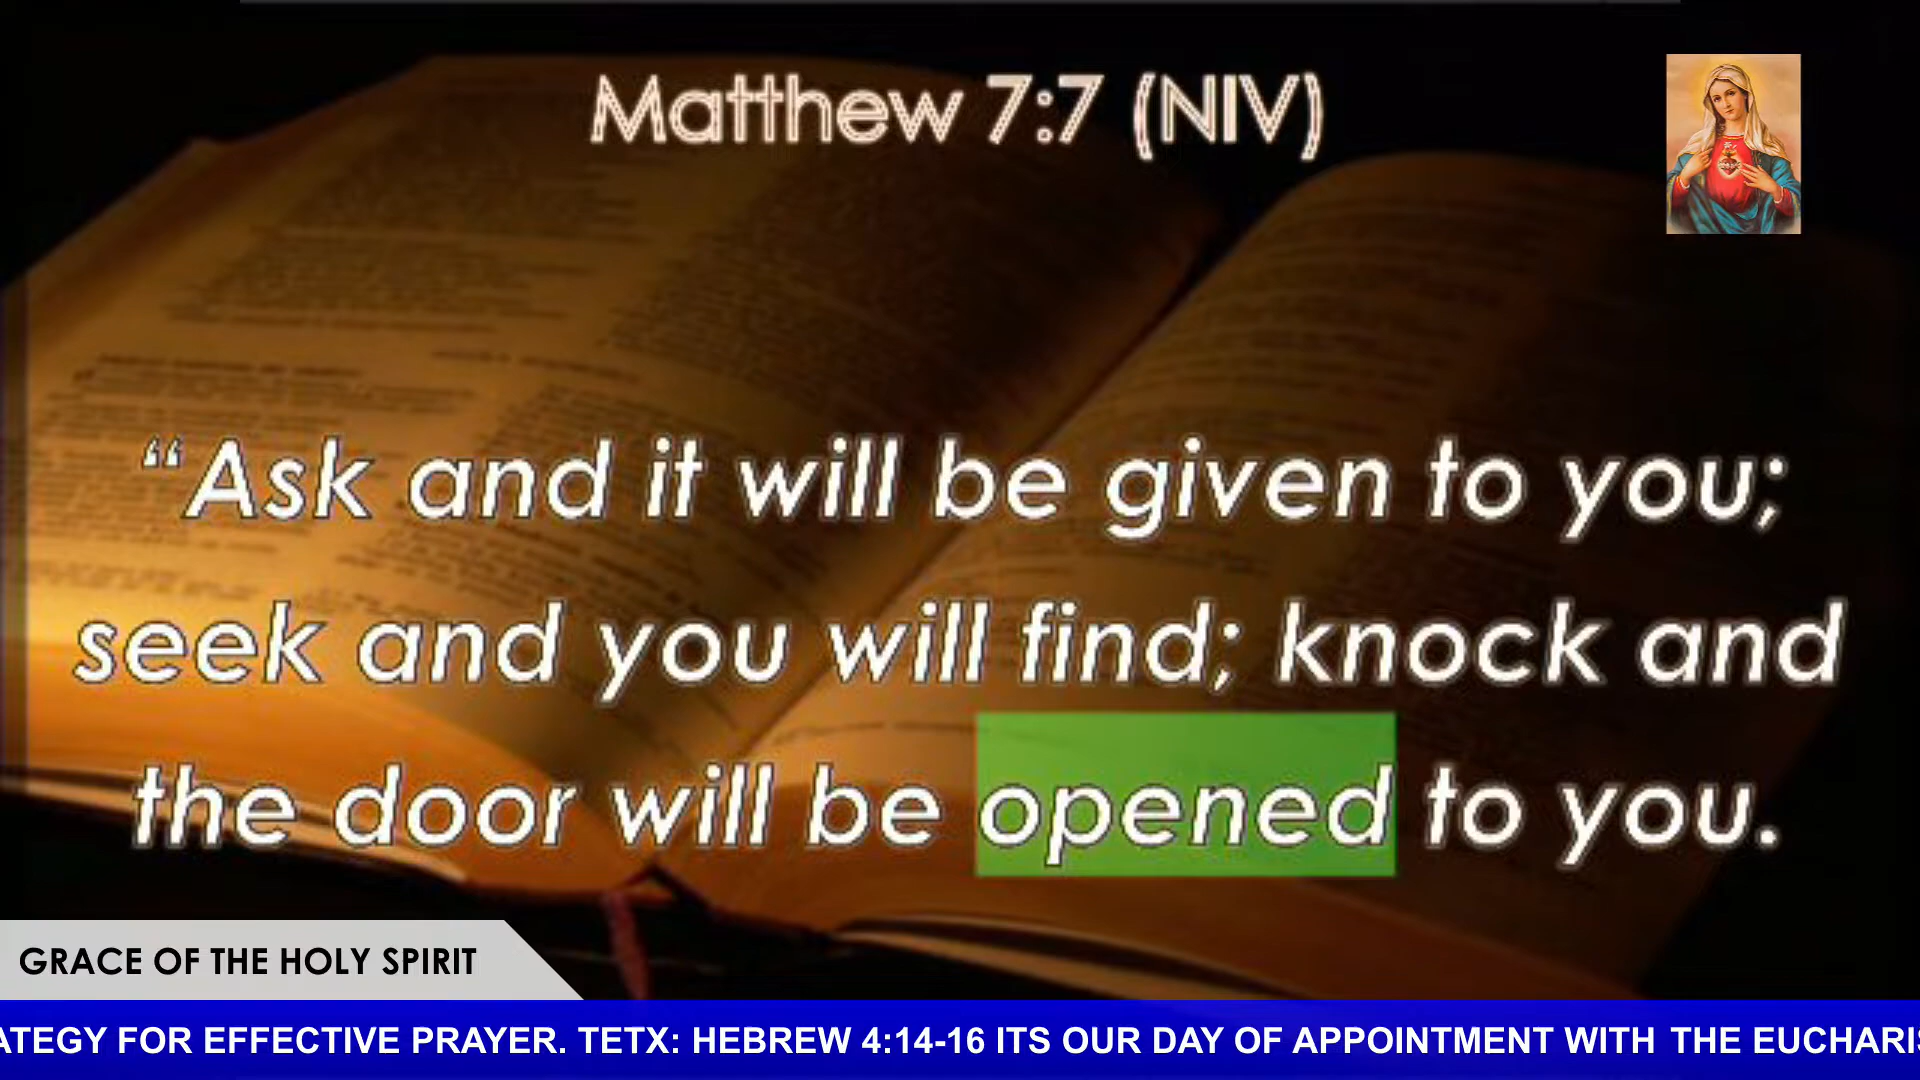 Matthew 7:7 (NIV)
“Ask and it will be given to you;
seek and you will find; knock and
the door will be opened to you.
GRACE OF THE HOLY SPIRIT
FOR EFFECTIVE PRAYER. TETX: HEBREW 4:14-16 ITS OUR DAY OF APPOINTMENT WITH THE